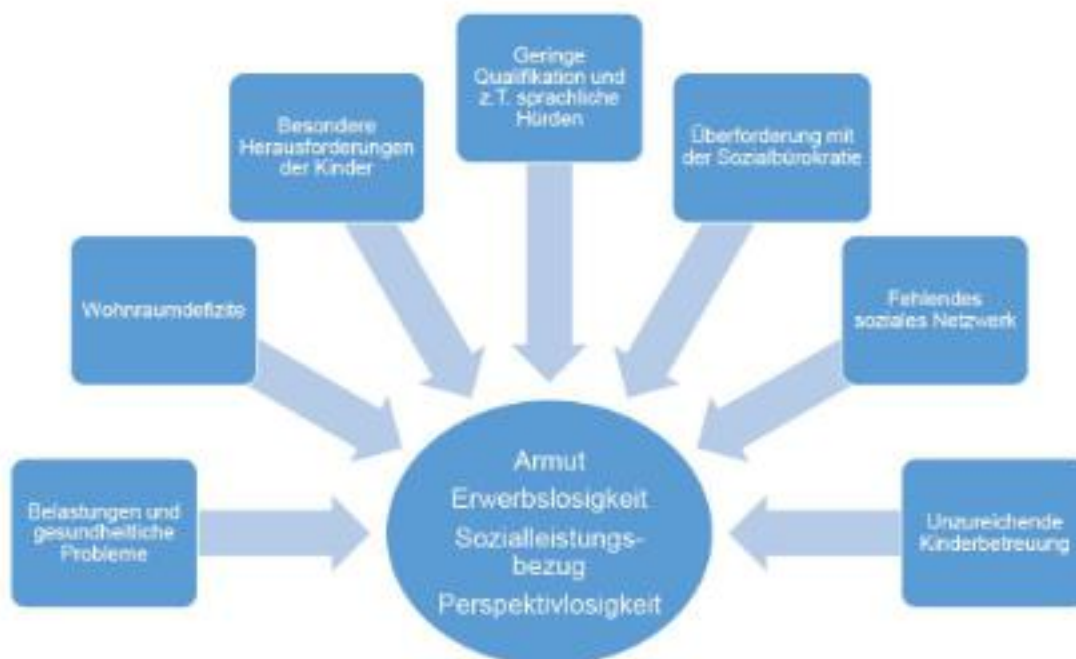 Geringe
Qualifikation und
z.T. sprachliche
Hürden
Besondere
Herausforderungen
der Kinder
Überforderung mit
der Sozialbürokratie
Wohnraumdefizite
Fehlendes
soziales Netzwerk
Belastungen und
gesundheitliche
Probleme
Armut
Erwerbslosigkeit
Sozialleistungs-
bezug
Perspektivlosigkeit
Unzureichende
Kinderbetreuung